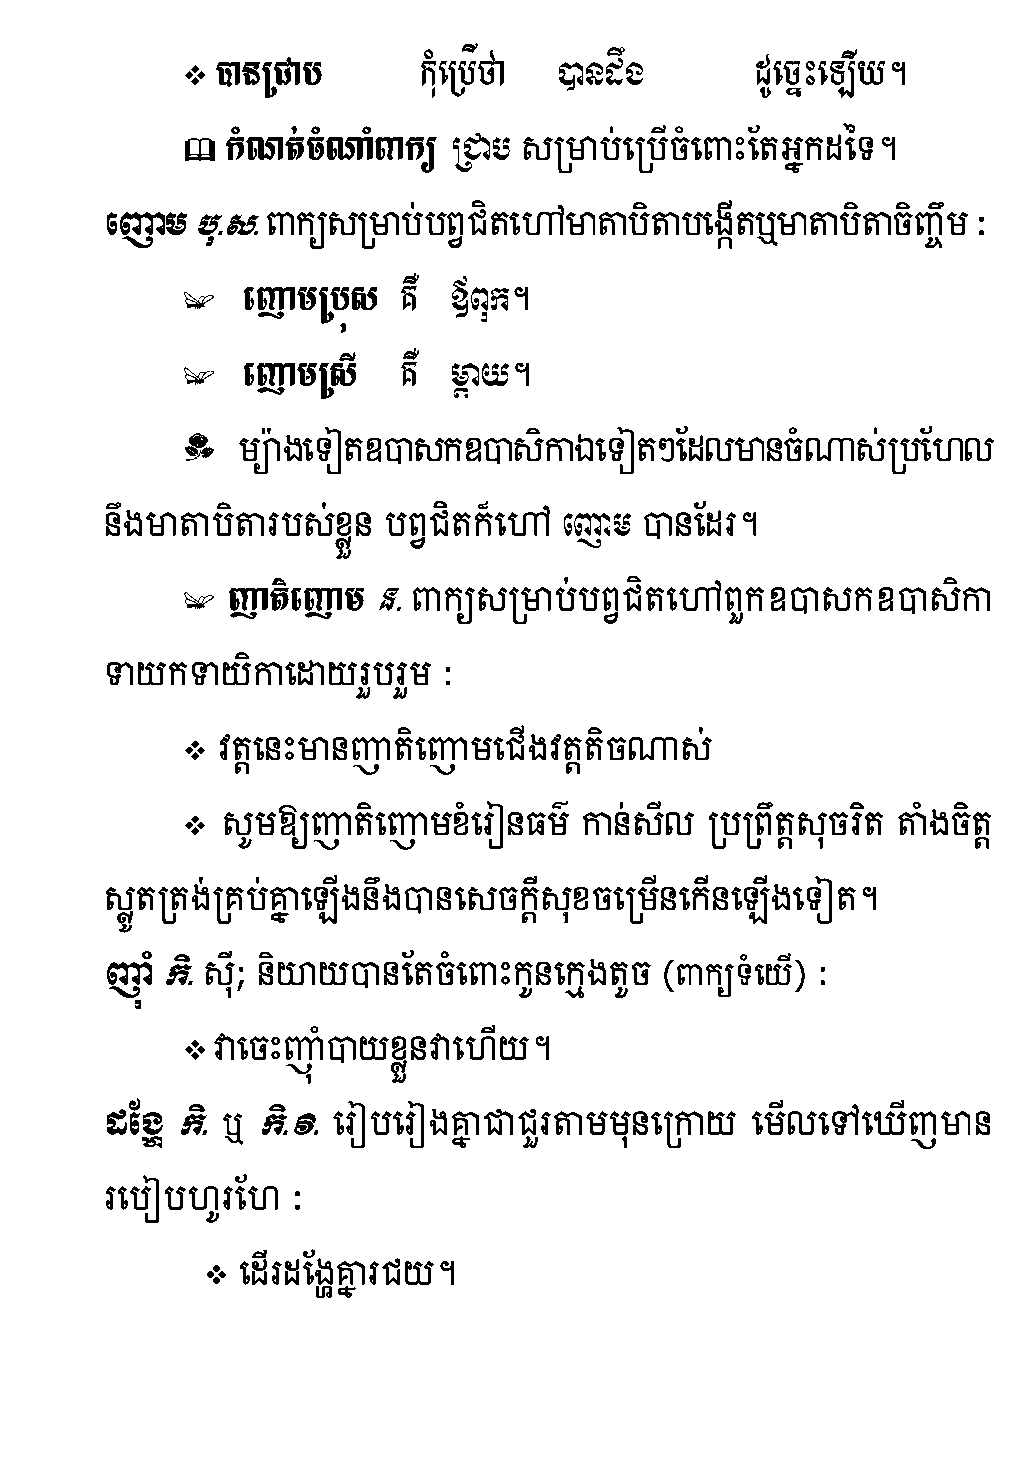 ❖ បានជ្រាប កុំប្រើថា បានដឹង ដូច្នេះឡើយ។
🕮 កំណត់ចំណាំពាក្យ ជ្រាប សម្រាប់ប្រើចំពោះតែអ្នកដទៃ។
ញោម បុ.ស. ពាក្យសម្រាប់បព្វជិតហៅមាតាបិតាបង្កើតឬមាតាបិតាចិញ្ចឹម :
ញោមប្រុស គឺ ឪពុក។
ញោមស្រី គឺ ម្តាយ។
ម្យ៉ាងទៀតឧបាសកឧបាសិកាឯទៀតៗដែលមានចំណាស់ប្រហែល
នឹងមាតាបិតារបស់ខ្លួន បព្វជិតក៏ហៅ ញោម បានដែរ។
ញាតិញោម ន. ពាក្យសម្រាប់បព្វជិតហៅពួកឧបាសកឧបាសិកា
ទាយកទាយិកាដោយរួបរួម :
❖ វត្តនេះមានញាតិញោមជើងវត្តតិចណាស់
❖ សូមឱ្យញាតិញោមខំរៀនធម៌ កាន់សីល ប្រព្រឹត្តសុចរិត តាំងចិត្ត
ស្លូតត្រង់គ្រប់គ្នាឡើងនឹងបានសេចក្តីសុខចម្រើនកើនឡើងទៀត។
ញ៉ាំ កិ. ស៊ី; និយាយបានតែចំពោះកូនក្មេងតូច (ពាក្យទំយើ) :
❖ វាចេះញ៉ាំបាយខ្លួនវាហើយ។
ដង្ហែ កិ. ឬ កិ.វិ. រៀបរៀងគ្នាជាជួរតាមមុនក្រោយ មើលទៅឃើញមាន
របៀបហូរហែ :
❖ ដើរដង្ហែគ្នារជយ។